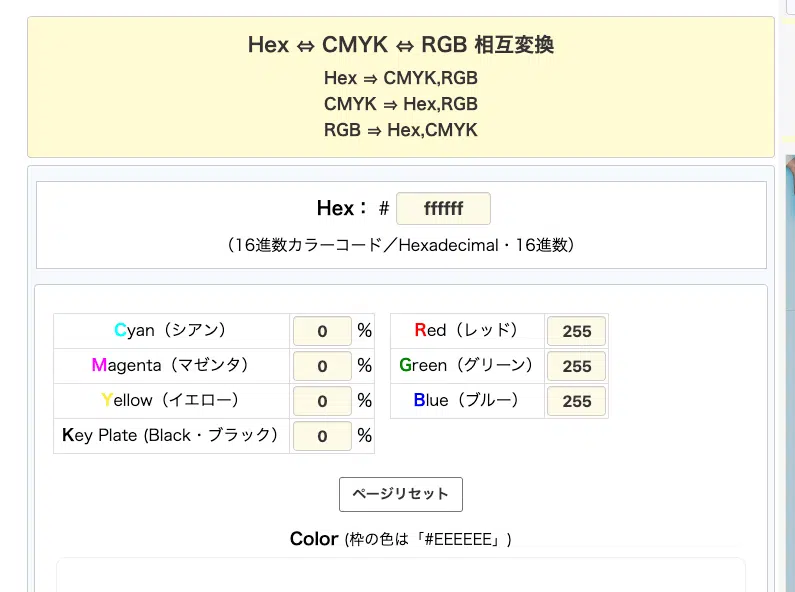 Hex ⇔ CMYK ⇔ RGB 相互変換
Hex ⇒ CMYK,RGB
CMYK ⇒ Hex,RGB
RGB ⇒ Hex,CMYK
Hex： # ffffff
（16進数カラーコード／Hexadecimal・16進数）
Cyan（シアン） 0 %
Magenta（マゼンタ） 0 %
Yellow（イエロー） 0 %
Key Plate (Black・ブラック） 0 %
Red（レッド） 255
Green（グリーン） 255
Blue（ブルー） 255
ページリセット
Color (枠の色は「#EEEEEE」)